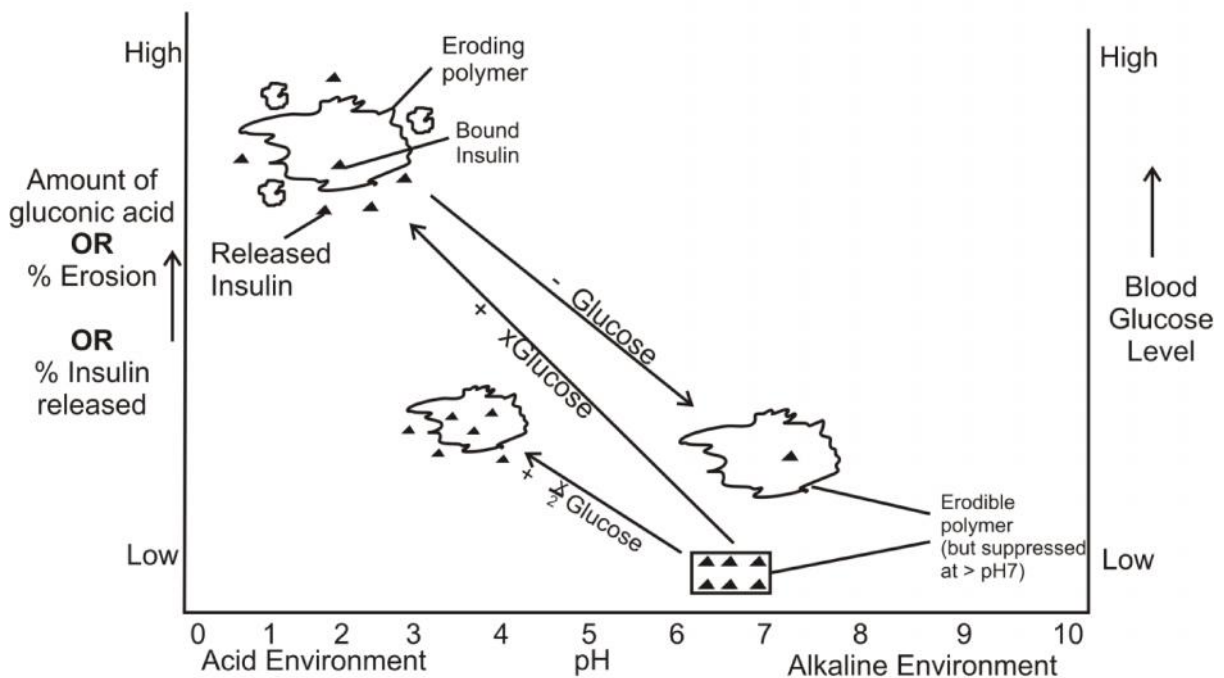 High
Eroding
polymer
Bound
Insulin
High
Amount of
gluconic acid
OR
% Erosion
OR
% Insulin
released
Released
Insulin
- Glucose
+ xGlucose
+ x/2 Glucose
Blood
Glucose
Level
Erodible
polymer
(but suppressed
at > pH7)
Low
Low
0 1 2 3 4 5 6 7 8 9 10
Acid Environment pH Alkaline Environment